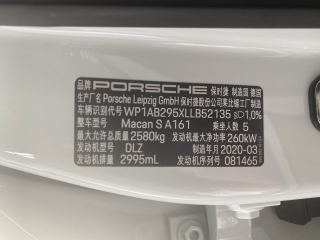 品牌 PORSCHE 保时捷 制造国 德国
生产厂名 Porsche Leipzig GmbH 保时捷股份公司莱比锡工厂制造
车辆识别代号 WP1AB295XLLB52135 S▷1,0%
整车型号 Macan S A161 乘坐人数 5
最大允许总质量 2580kg 发动机最大净功率 260kW
发动机型号 DLZ 制造年月 2020-03
发动机排量 2995mL 发动机序列号 081465